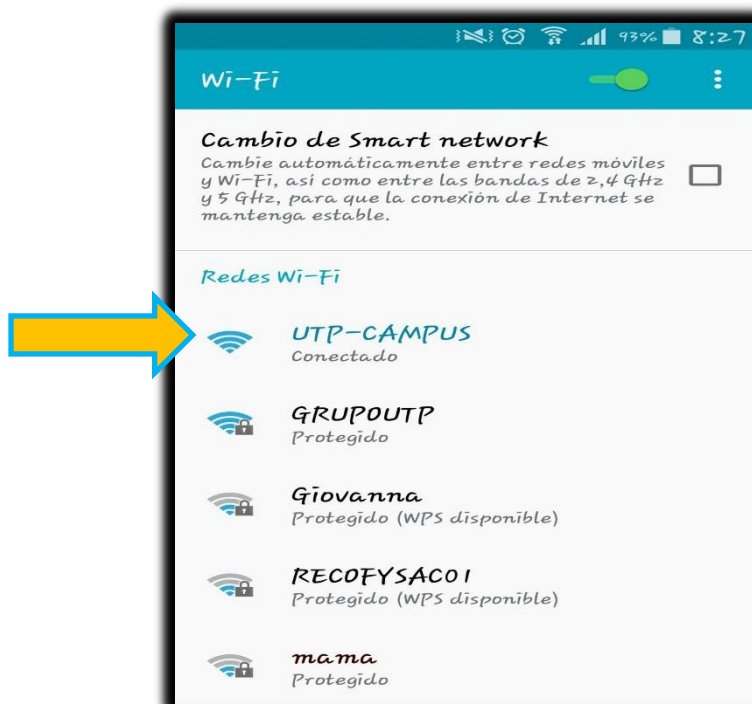 93% 8:27
Wi-Fi
Cambio de Smart network
Cambie automáticamente entre redes móviles
y Wi-Fi, así como entre las bandas de 2,4 GHz
y 5 GHz, para que la conexión de Internet se
mantenga estable.
Redes Wi-Fi
UTP-CAMPUS
Conectado
GRUPOUTP
Protegido
Giovanna
Protegido (WPS disponible)
RECOFYSAC01
Protegido (WPS disponible)
mama
Protegido